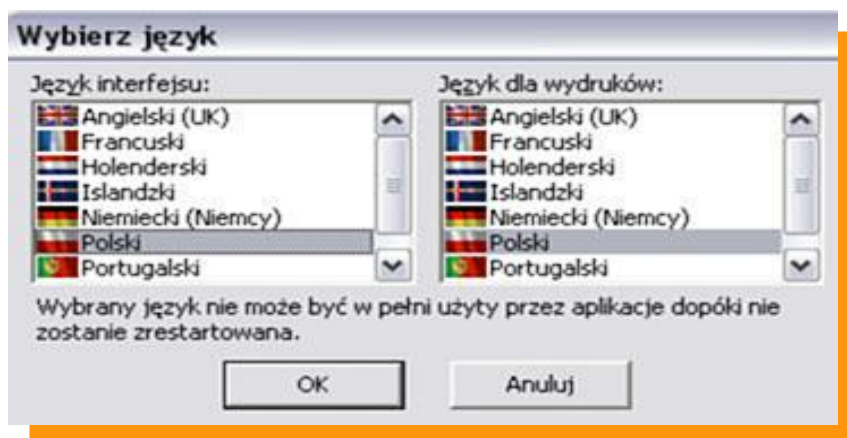 Wybierz język
Język interfejsu:
Angielski (UK)
Francuski
Holenderski
Islandzki
Niemiecki (Niemcy)
Polski
Portugalski
Język dla wydruków:
Angielski (UK)
Francuski
Holenderski
Islandzki
Niemiecki (Niemcy)
Polski
Portugalski
Wybrany język nie może być w pełni użyty przez aplikacje dopóki nie
zostanie zrestartowana.
OK
Anuluj